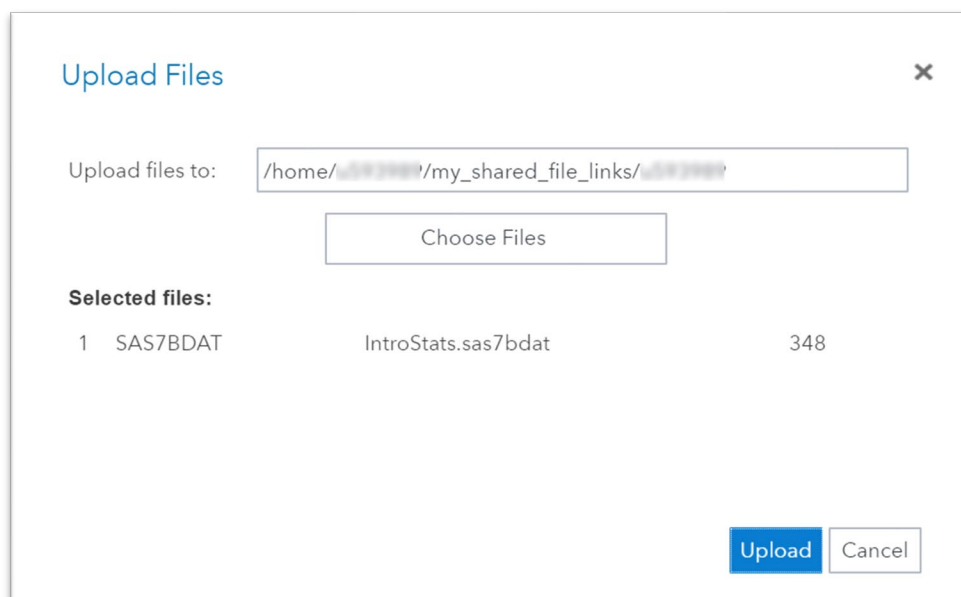 Upload Files
Upload files to: /home/ /my_shared_file_links/
Choose Files
Selected files:
1 SAS7BDAT IntroStats.sas7bdat 348
Upload Cancel